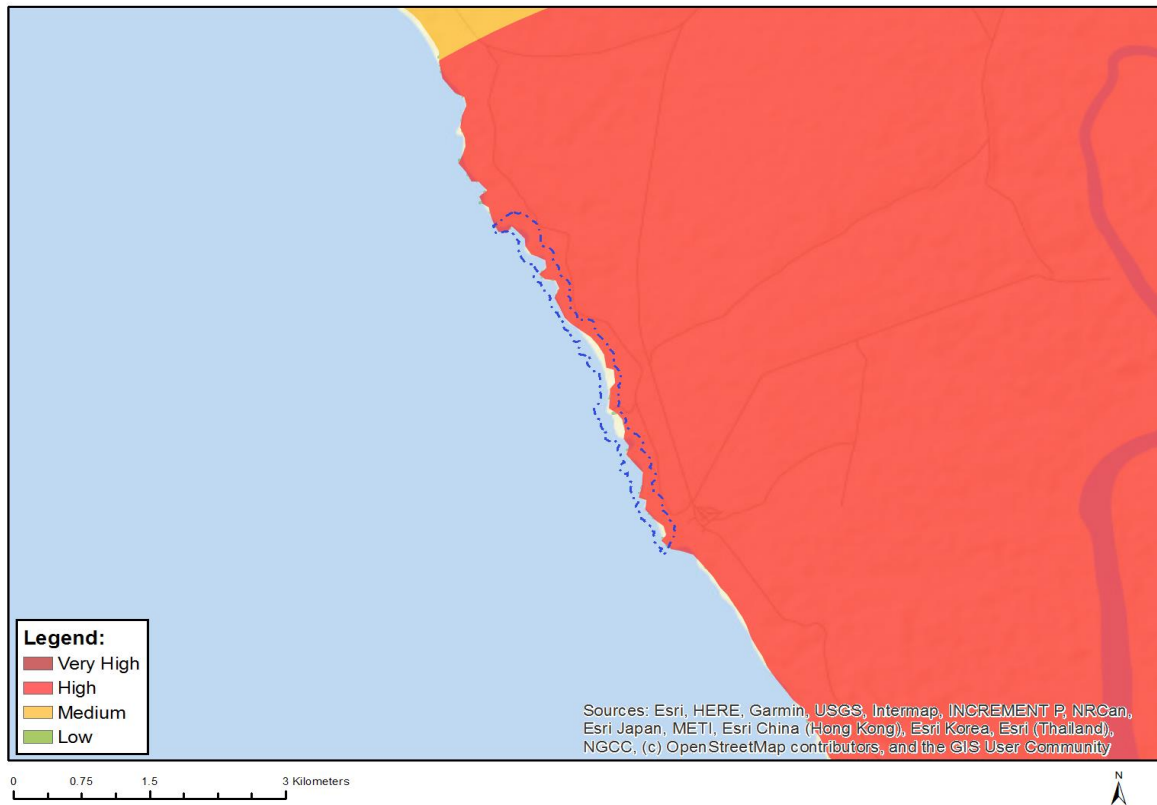 Legend:
Very High
High
Medium
Low
Sources: Esri, HERE, Garmin, USGS, Intermap, INCREMENT P, NRCan,
Esri Japan, METI, Esri China (Hong Kong), Esri Korea, Esri (Thailand),
NGCC, (c) OpenStreetMap contributors, and the GIS User Community
0 0.75 1.5 3 Kilometers
N